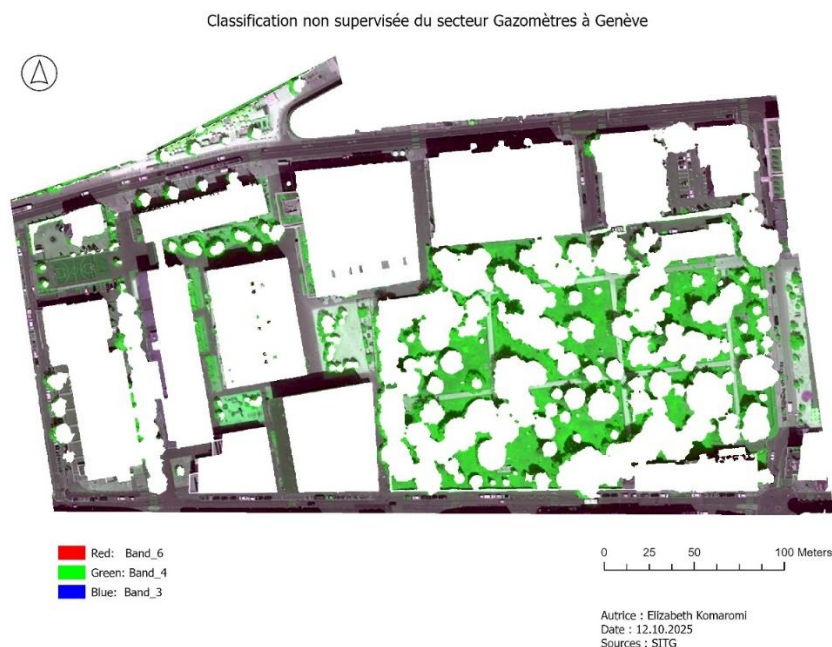 Classification non supervisée du secteur Gazomètres à Genève
Red: Band_6
Green: Band_4
Blue: Band_3
0 25 50 100 Meters
Autrice : Elizabeth Komaromi
Date : 12.10.2025
Sources : SITG